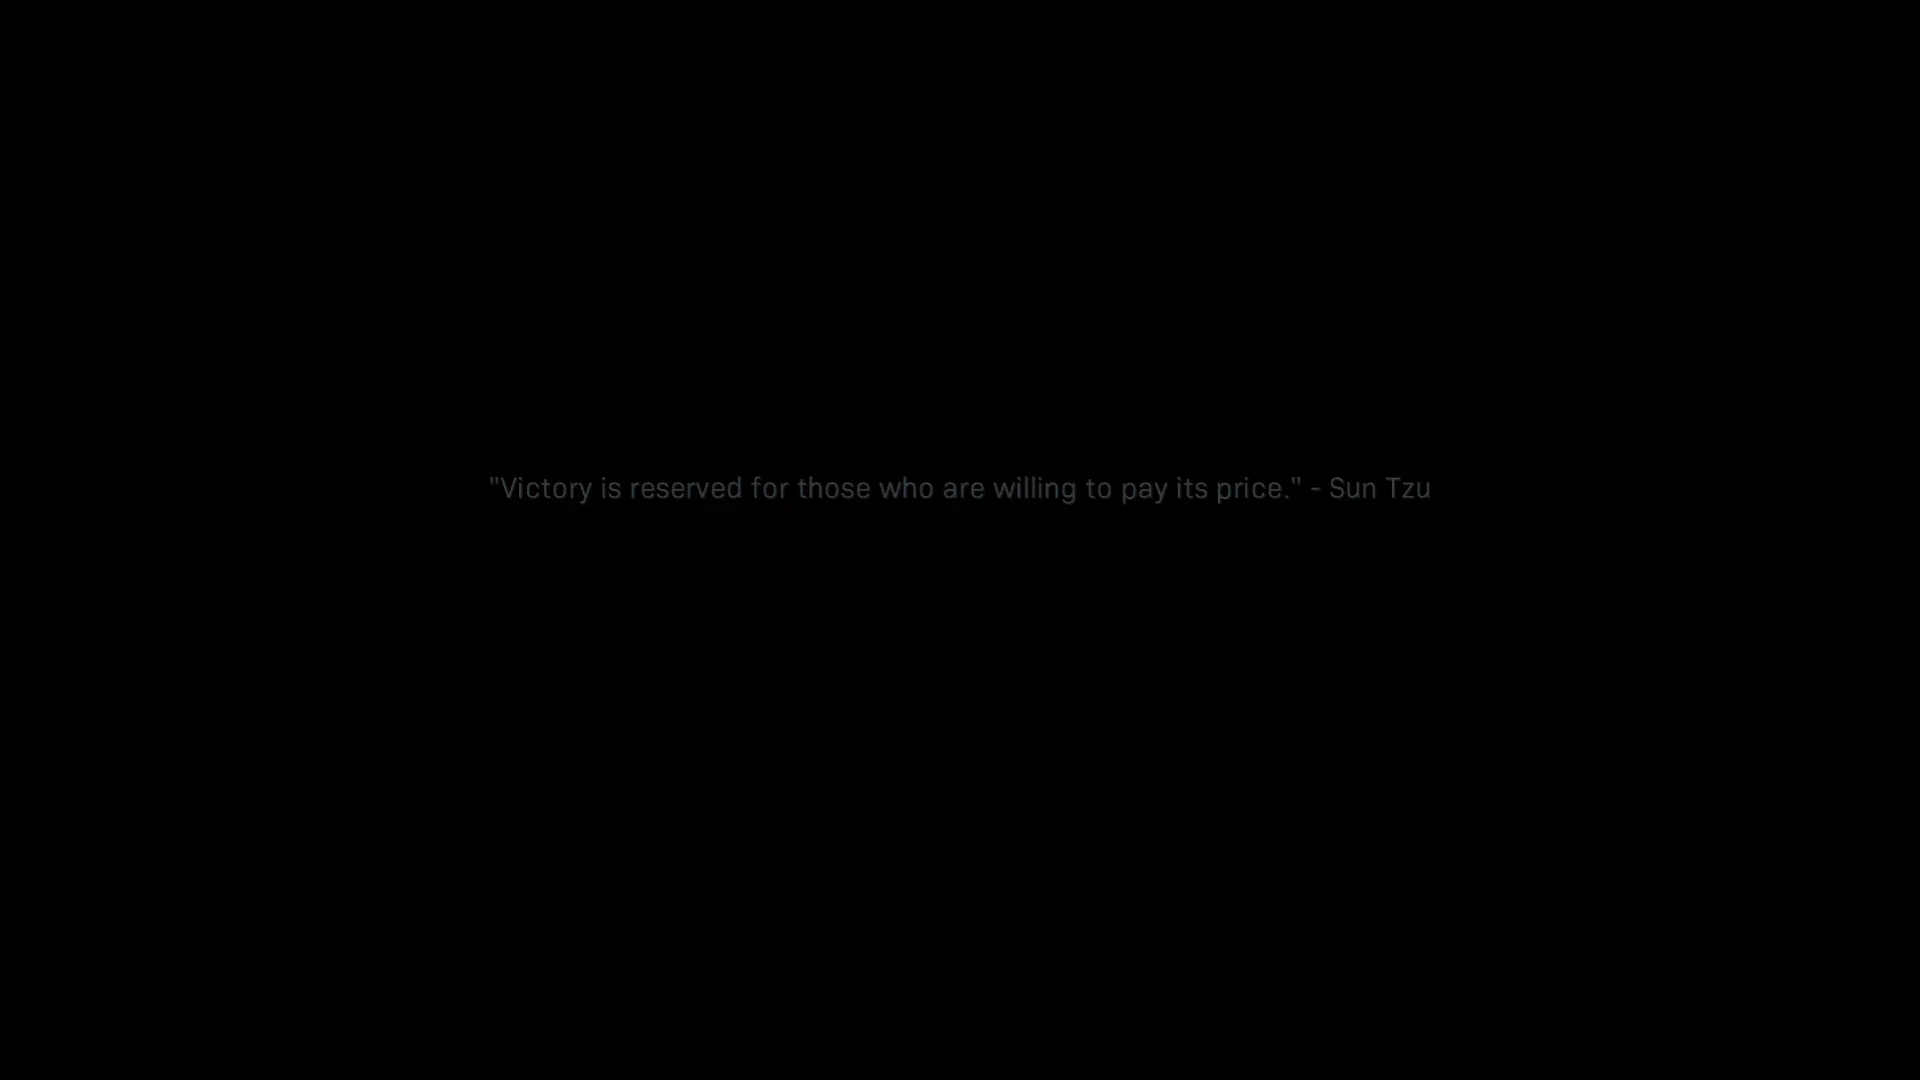 "Victory is reserved for those who are willing to pay its price." - Sun Tzu